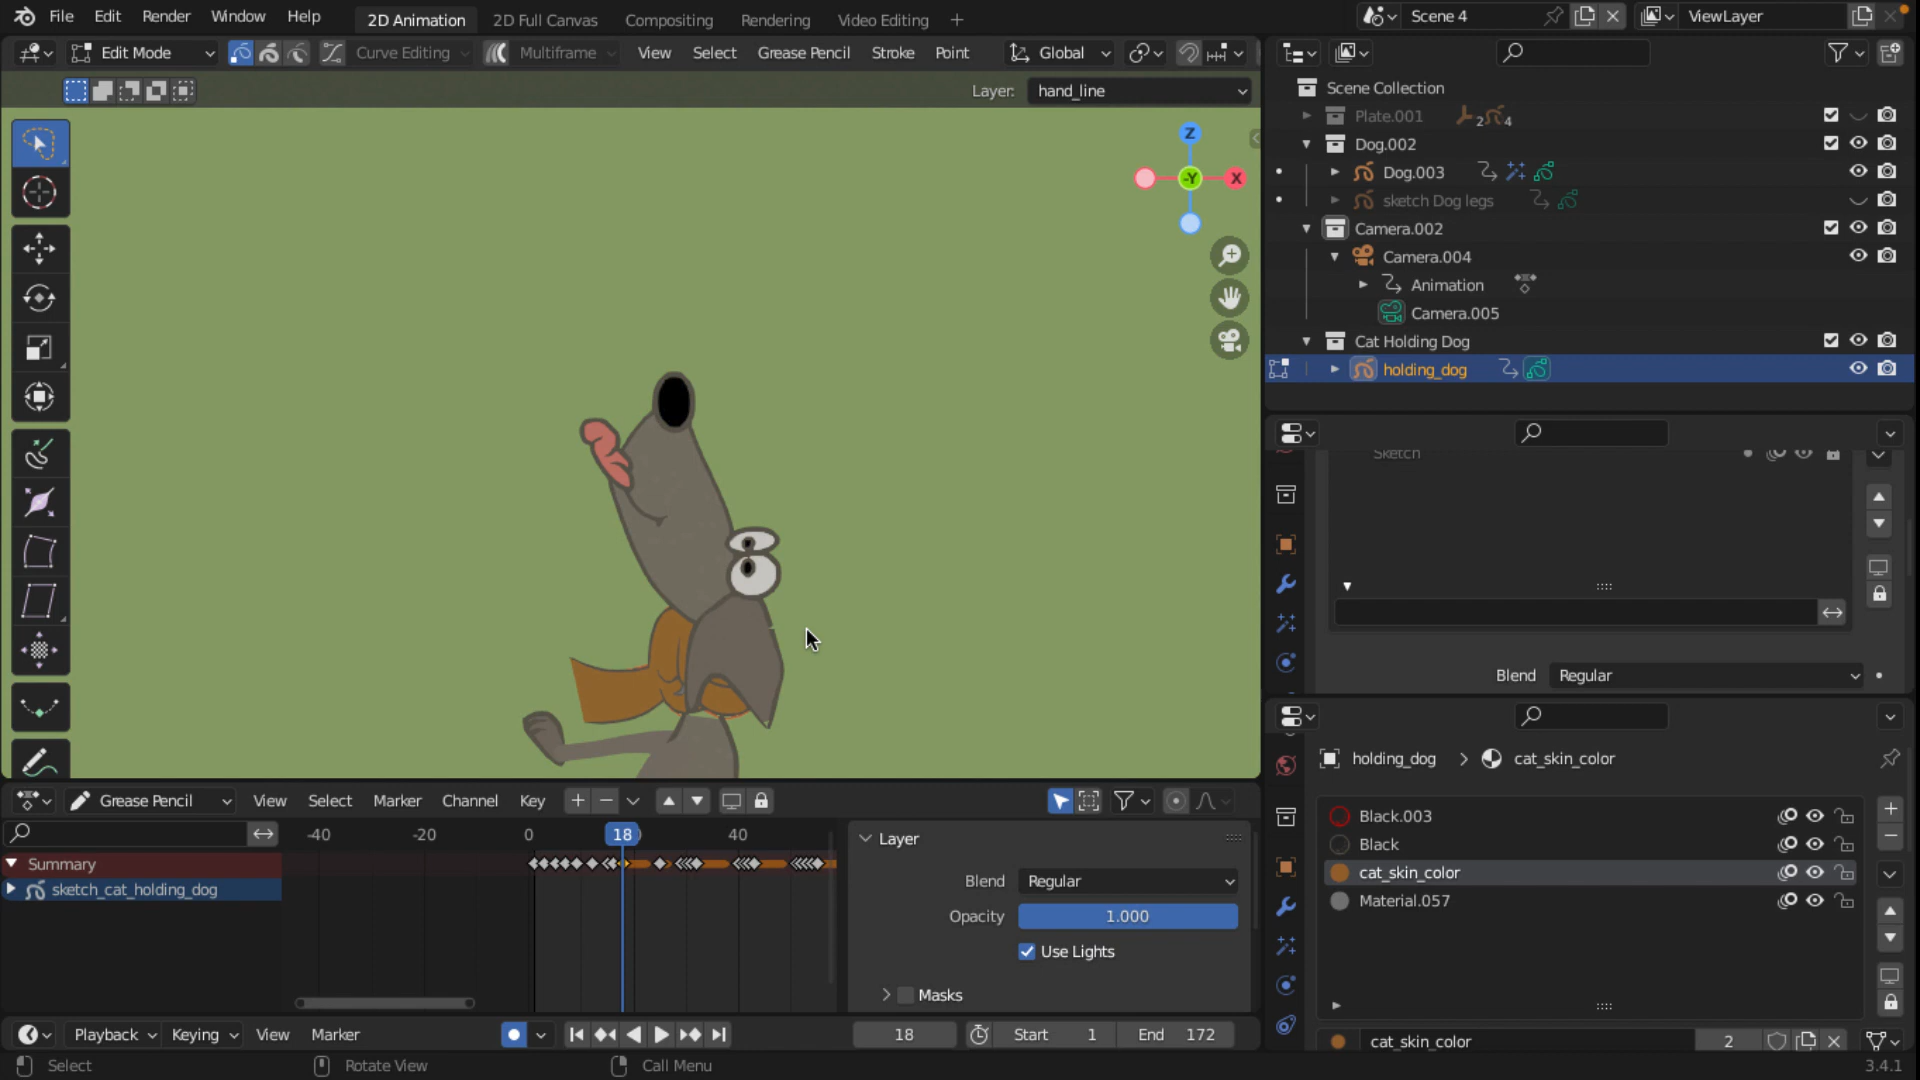 File Edit Render Window Help 2D Animation 2D Full Canvas Compositing Rendering Video Editing + Scene 4 ViewLayer
Edit Mode Curve Editing Multiframe View Select Grease Pencil Stroke Point Global
Layer: hand_line
Z
-Y X
Scene Collection
Plate.001 2 4
Dog.002
Dog.003
sketch Dog legs
Camera.002
Camera.004
Animation
Camera.005
Cat Holding Dog
holding_dog
Sketch
Blend Regular
holding_dog > cat_skin_color
Black.003
Black
cat_skin_color
Material.057
cat_skin_color 2
Grease Pencil View Select Marker Channel Key
-40 -20 0 18 40
Summary
sketch_cat_holding_dog
Layer
Blend Regular
Opacity 1.000
Use Lights
Masks
Playback Keying View Marker 18 Start 1 End 172
Select Rotate View Call Menu 3.4.1